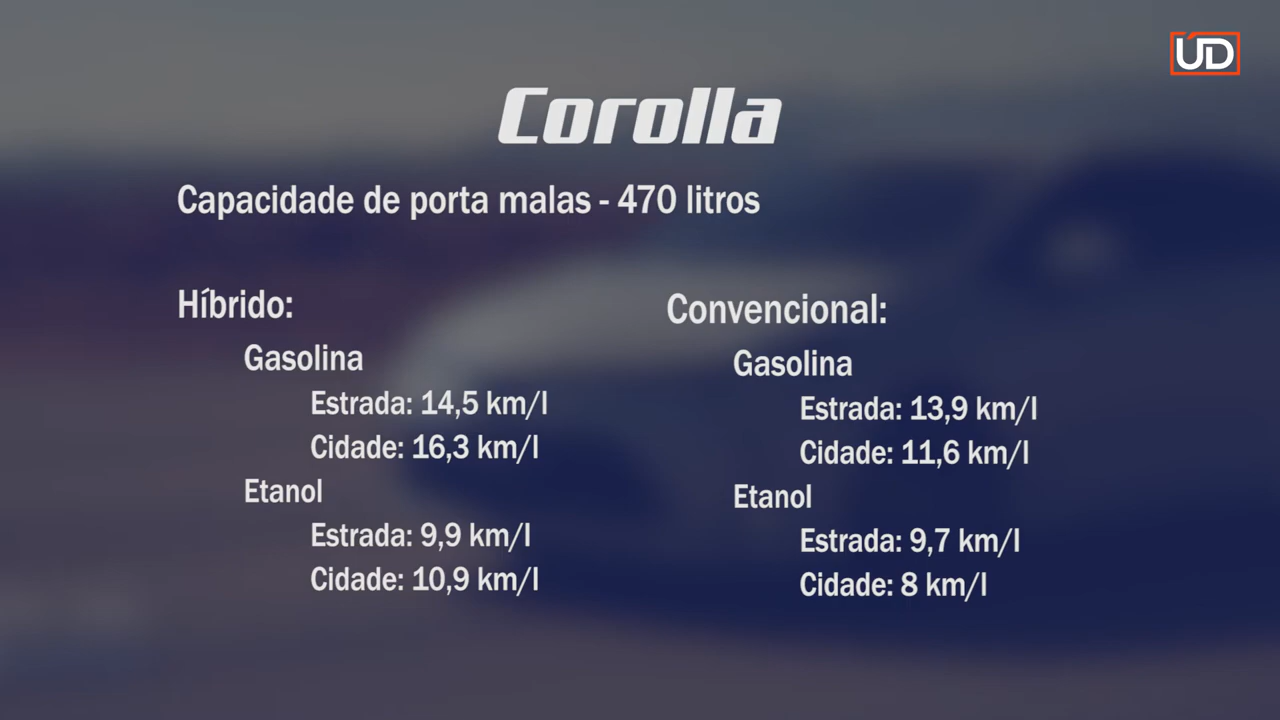 ÚD
Corolla
Capacidade de porta malas - 470 litros
Híbrido:
Gasolina
Estrada: 14,5 km/l
Cidade: 16,3 km/l
Etanol
Estrada: 9,9 km/l
Cidade: 10,9 km/l
Convencional:
Gasolina
Estrada: 13,9 km/l
Cidade: 11,6 km/l
Etanol
Estrada: 9,7 km/l
Cidade: 8 km/l